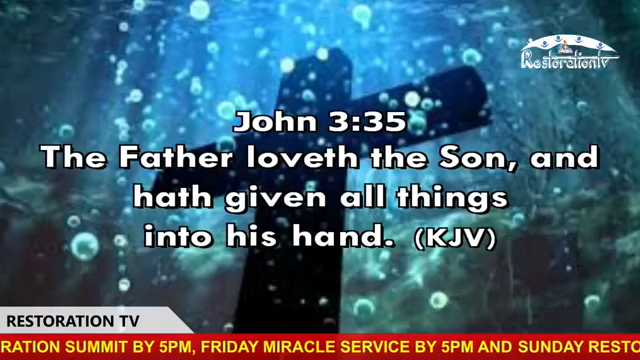 Restorationtv
John 3:35
The Father loveth the Son, and
hath given all things
into his hand. (KJV)
RESTORATION TV
RATION SUMMIT BY 5PM, FRIDAY MIRACLE SERVICE BY 5PM AND SUNDAY RESTO